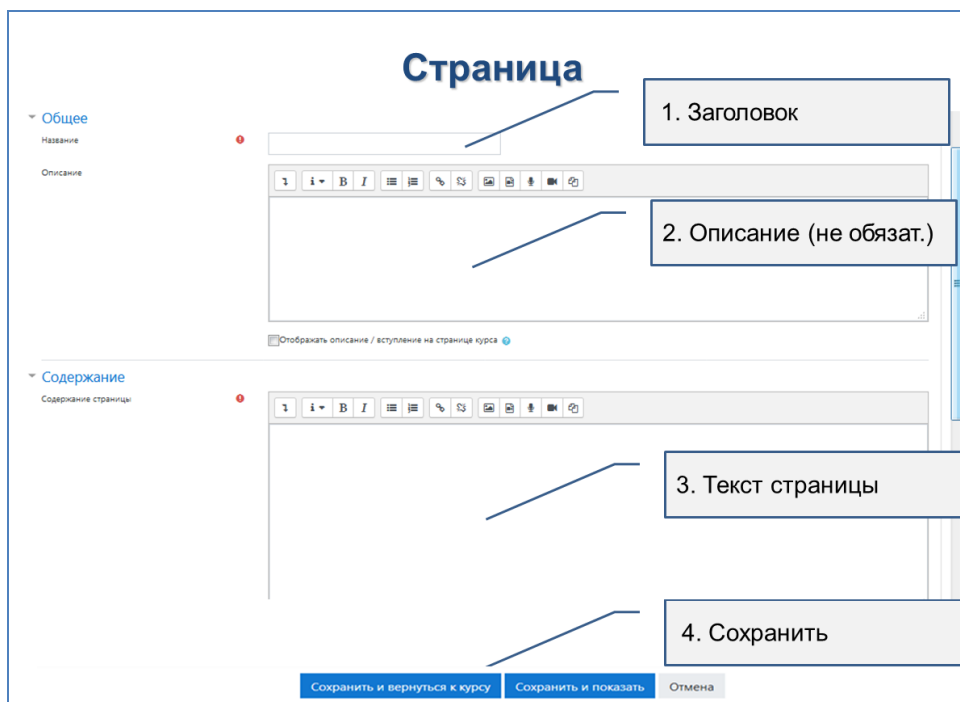 Страница
1. Заголовок
Общее
Название
Описание
i B I
2. Описание (не обязат.)
Отображать описание / вступление на странице курса
Содержание
Содержание страницы
i B I
3. Текст страницы
4. Сохранить
Сохранить и вернуться к курсу Сохранить и показать Отмена